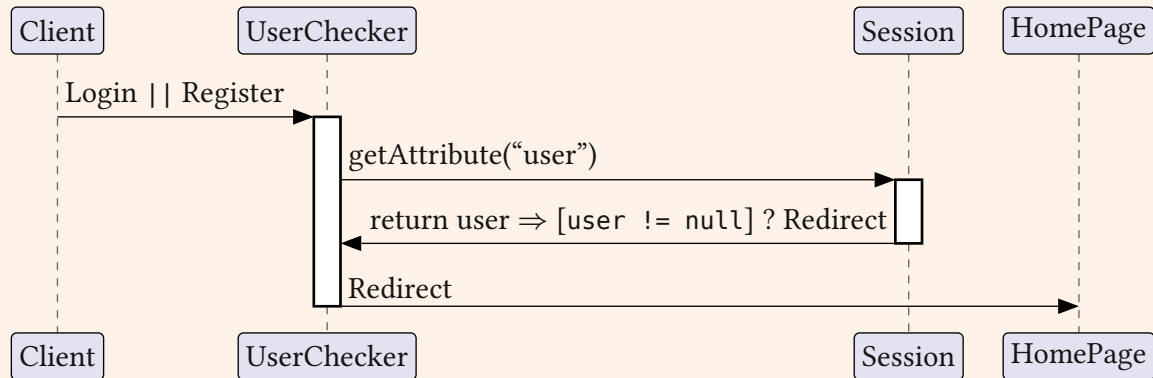 Client UserChecker Session HomePage
Login || Register
getAttribute(“user”)
return user ⇒ [user != null] ? Redirect
Redirect
Client UserChecker Session HomePage